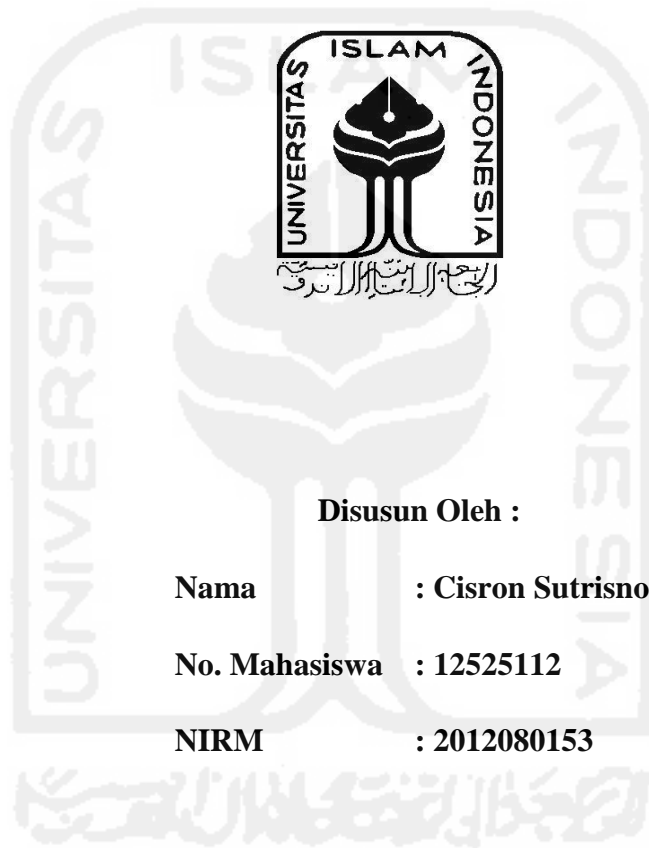 UNIVERSITAS ISLAM INDONESIA
Disusun Oleh :
Nama : Cisron Sutrisno
No. Mahasiswa : 12525112
NIRM : 2012080153